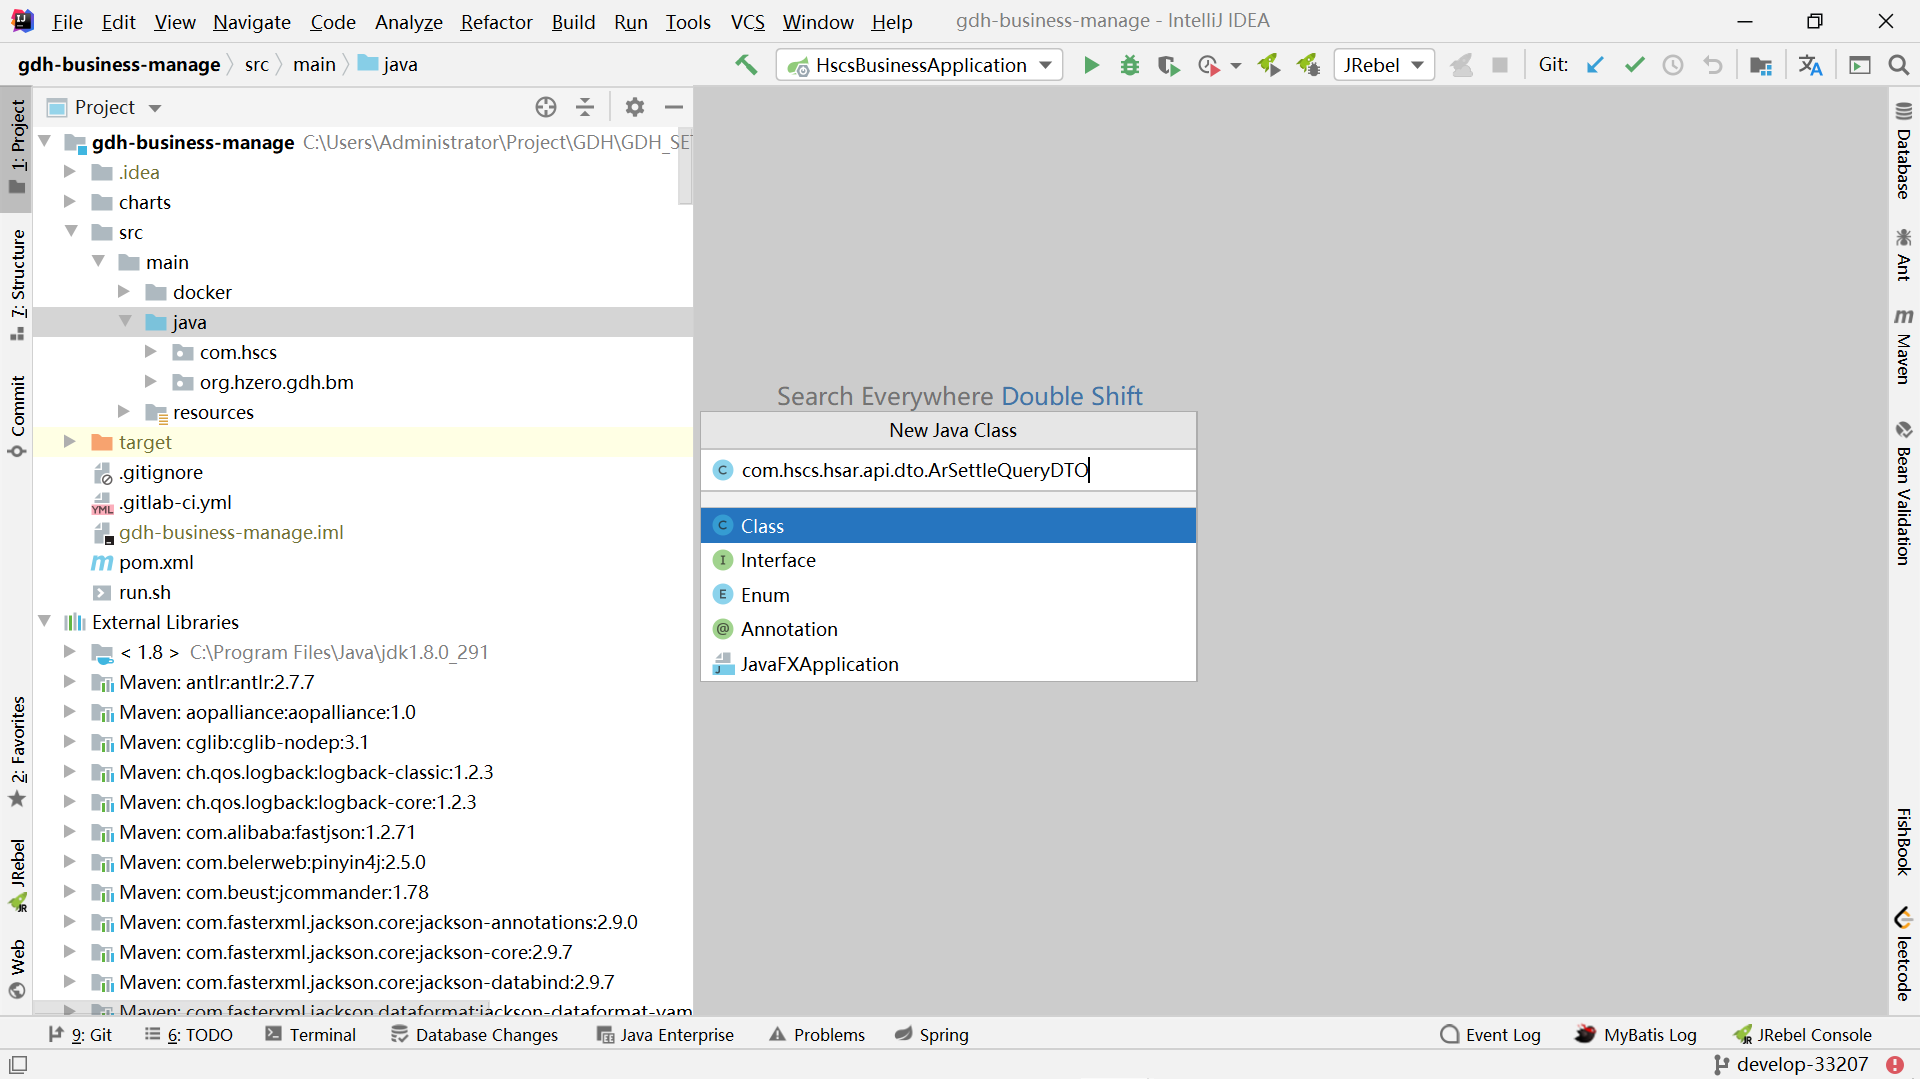 File Edit View Navigate Code Analyze Refactor Build Run Tools VCS Window Help gdh-business-manage - IntelliJ IDEA
gdh-business-manage src main java HscsBusinessApplication JRebel Git:
Project
gdh-business-manage C:\Users\Administrator\Project\GDH\GDH_SE
.idea
charts
src
main
docker
java
com.hscs
org.hzero.gdh.bm
resources
target
.gitignore
.gitlab-ci.yml
gdh-business-manage.iml
pom.xml
run.sh
External Libraries
< 1.8 > C:\Program Files\Java\jdk1.8.0_291
Maven: antlr:antlr:2.7.7
Maven: aopalliance:aopalliance:1.0
Maven: cglib:cglib-nodep:3.1
Maven: ch.qos.logback:logback-classic:1.2.3
Maven: ch.qos.logback:logback-core:1.2.3
Maven: com.alibaba:fastjson:1.2.71
Maven: com.belerweb:pinyin4j:2.5.0
Maven: com.beust:jcommander:1.78
Maven: com.fasterxml.jackson.core:jackson-annotations:2.9.0
Maven: com.fasterxml.jackson.core:jackson-core:2.9.7
Maven: com.fasterxml.jackson.core:jackson-databind:2.9.7
Maven: com.fasterxml.jackson.dataformat:jackson-dataformat-yam
1: Project
7: Structure
Commit
2: Favorites
JRebel
Web
Search Everywhere Double Shift
New Java Class
com.hscs.hsar.api.dto.ArSettleQueryDTO
Class
Interface
Enum
Annotation
JavaFXApplication
Database
Ant
Maven
Bean Validation
FishBook
leetcode
9: Git 6: TODO Terminal Database Changes Java Enterprise Problems Spring Event Log MyBatis Log JRebel Console
develop-33207